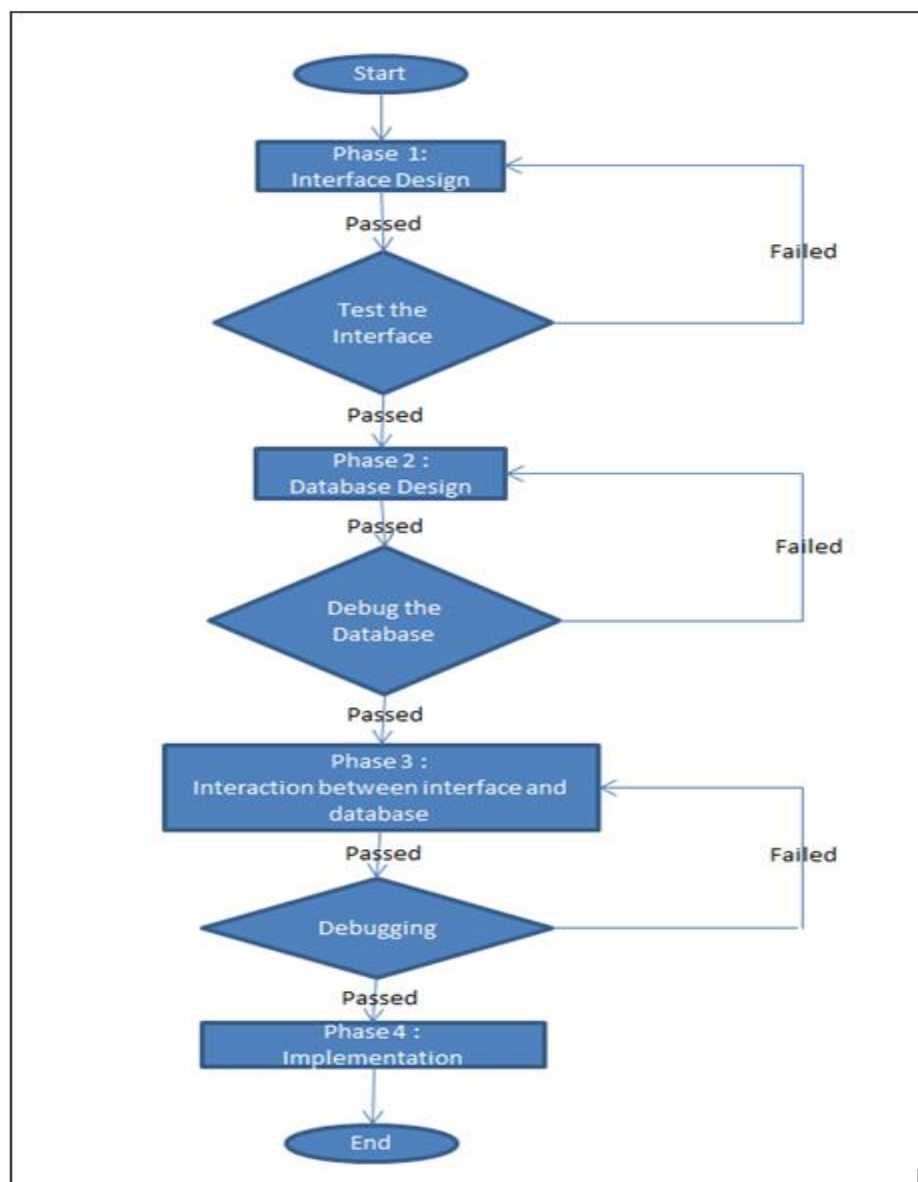 Start
Phase 1:
Interface Design
Passed
Failed
Test the
Interface
Passed
Phase 2 :
Database Design
Passed
Failed
Debug the
Database
Passed
Phase 3 :
Interaction between interface and
database
Passed
Failed
Debugging
Passed
Phase 4 :
Implementation
End